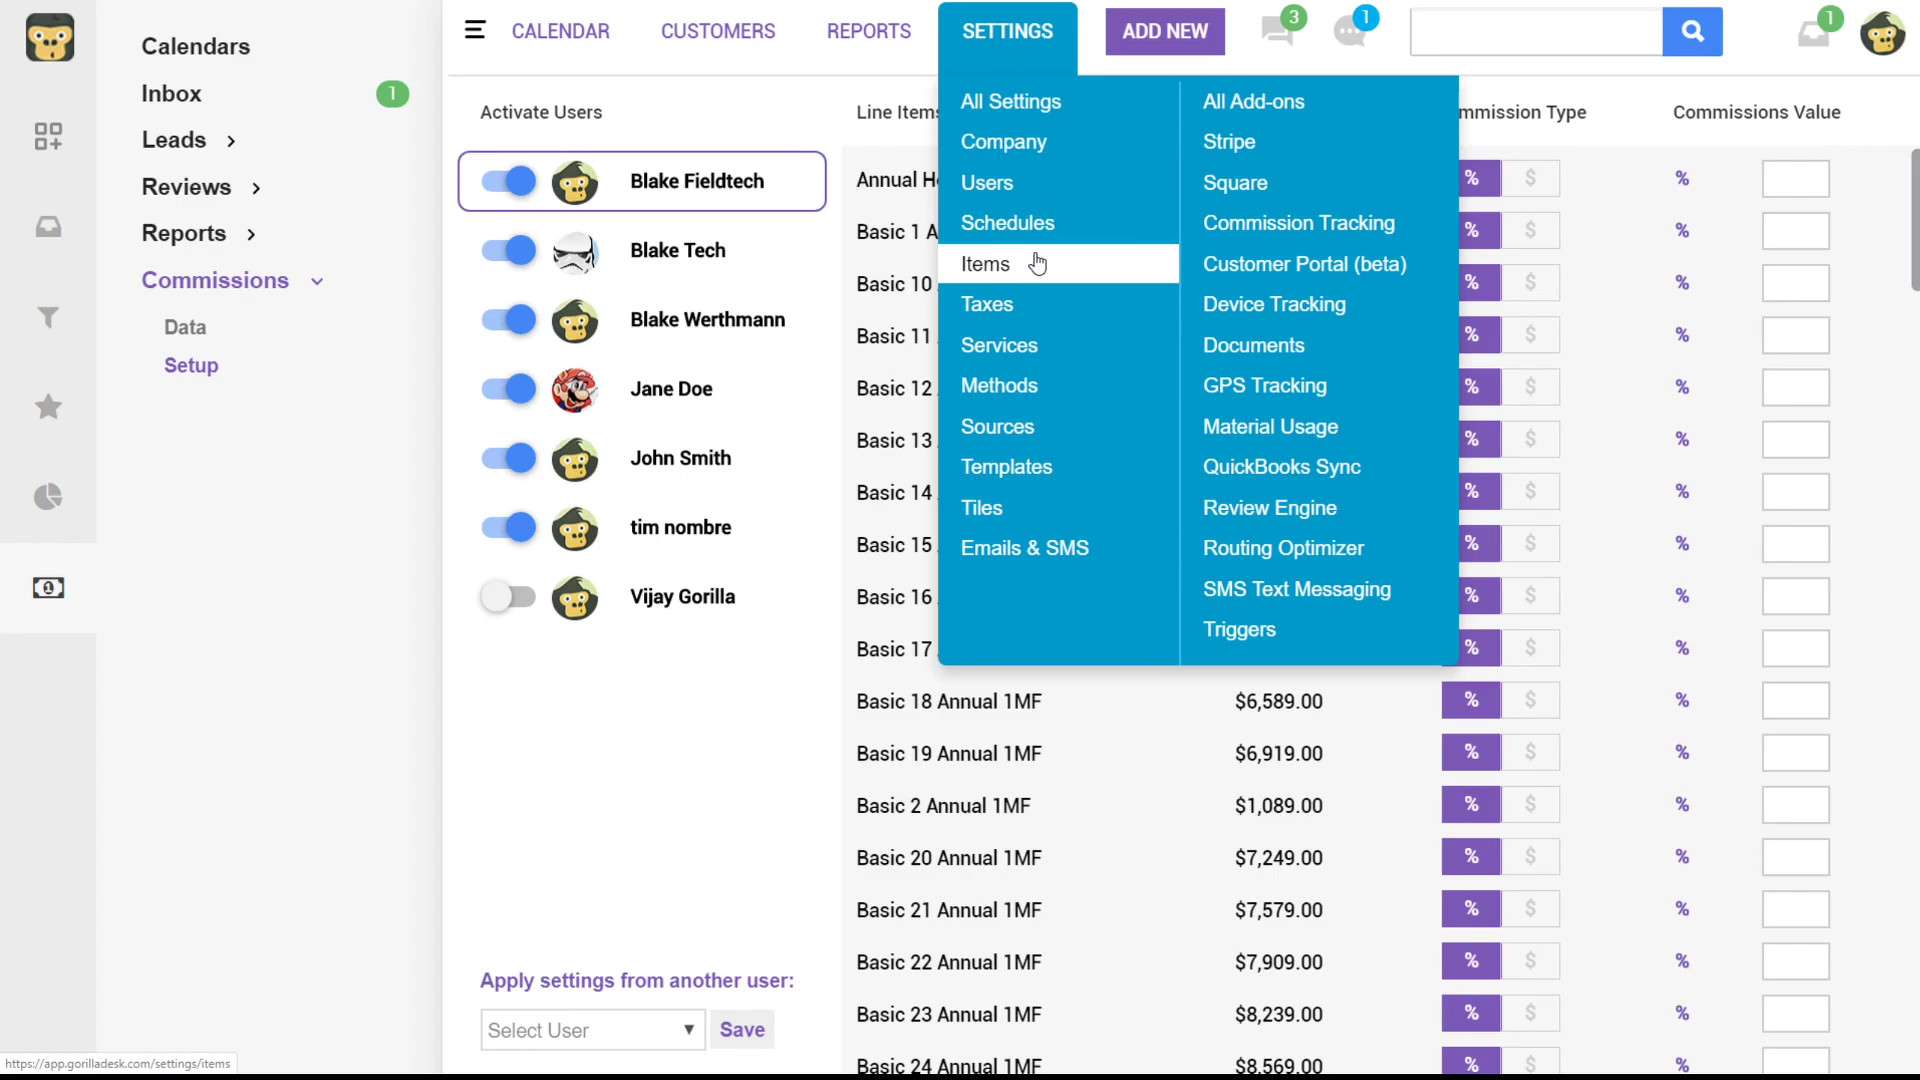 CALENDAR CUSTOMERS REPORTS SETTINGS ADD NEW 3 1 1
Calendars
Inbox 1
Leads
Reviews
Reports
Commissions
Data
Setup
Activate Users
Blake Fieldtech
Blake Tech
Blake Werthmann
Jane Doe
John Smith
tim nombre
Vijay Gorilla
Apply settings from another user:
Select User Save
All Settings
Company
Users
Schedules
Items
Taxes
Services
Methods
Sources
Templates
Tiles
Emails & SMS
All Add-ons
Stripe
Square
Commission Tracking
Customer Portal (beta)
Device Tracking
Documents
GPS Tracking
Material Usage
QuickBooks Sync
Review Engine
Routing Optimizer
SMS Text Messaging
Triggers
Line Items mmission Type Commissions Value
Annual H % $ %
Basic 1 A % $ %
Basic 10 % $ %
Basic 11 % $ %
Basic 12 % $ %
Basic 13 % $ %
Basic 14 % $ %
Basic 15 % $ %
Basic 16 % $ %
Basic 17 % $ %
Basic 18 Annual 1MF $6,589.00 % $ %
Basic 19 Annual 1MF $6,919.00 % $ %
Basic 2 Annual 1MF $1,089.00 % $ %
Basic 20 Annual 1MF $7,249.00 % $ %
Basic 21 Annual 1MF $7,579.00 % $ %
Basic 22 Annual 1MF $7,909.00 % $ %
Basic 23 Annual 1MF $8,239.00 % $ %
Basic 24 Annual 1MF $8,569.00 % $ %
https://app.gorilladesk.com/settings/items